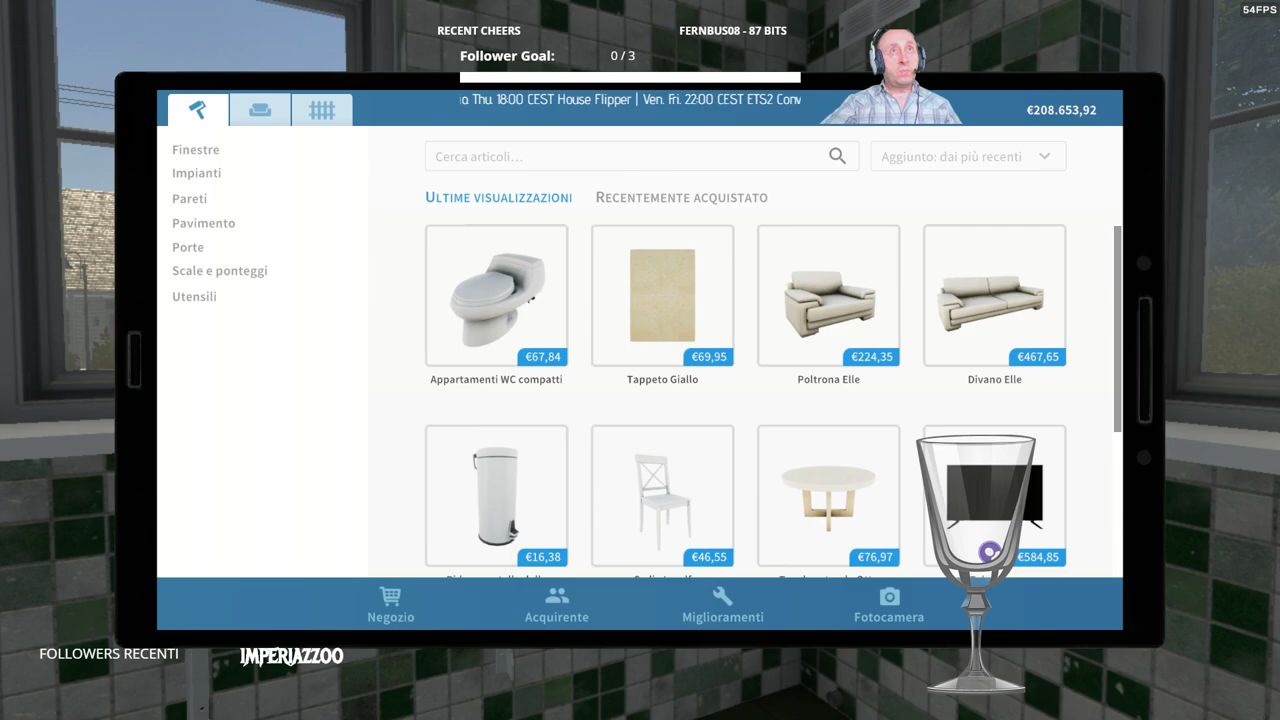 54FPS
RECENT CHEERS
FERNBUS08 - 87 BITS
Follower Goal:
0 / 3
Thu. 18:00 CEST House Flipper | Ven. Fri. 22:00 CEST ETS2 Conv
€208.653,92
Finestre
Impianti
Pareti
Pavimento
Porte
Scale e ponteggi
Utensili
Cerca articoli...
Aggiunto: dai più recenti
ULTIME VISUALIZZAZIONI
RECENTEMENTE ACQUISTATO
€67,84
€69,95
€224,35
€467,65
Appartamenti WC compatti
Tappeto Giallo
Poltrona Elle
Divano Elle
€16,38
€46,55
€76,97
€584,85
Negozio
Acquirente
Miglioramenti
Fotocamera
FOLLOWERS RECENTI
IMPERJAZZOO